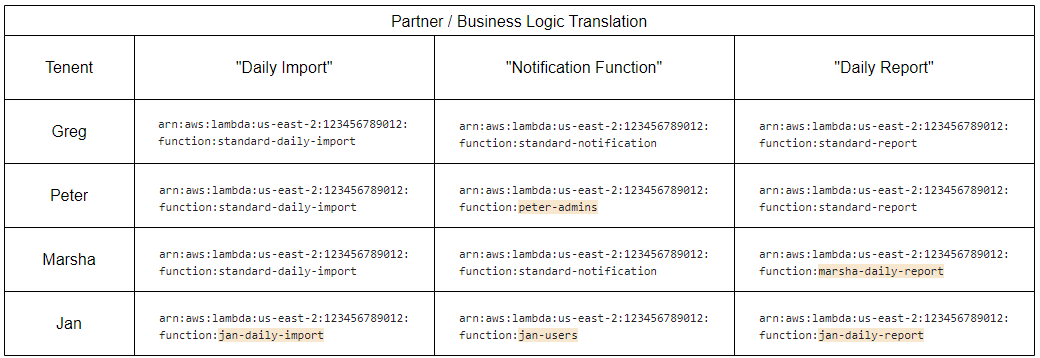 Partner / Business Logic Translation
Tenent
"Daily Import"
"Notification Function"
"Daily Report"
Greg
arn:aws:lambda:us-east-2:123456789012:
function:standard-daily-import
arn:aws:lambda:us-east-2:123456789012:
function:standard-notification
arn:aws:lambda:us-east-2:123456789012:
function:standard-report
Peter
arn:aws:lambda:us-east-2:123456789012:
function:standard-daily-import
arn:aws:lambda:us-east-2:123456789012:
function:peter-admins
arn:aws:lambda:us-east-2:123456789012:
function:standard-report
Marsha
arn:aws:lambda:us-east-2:123456789012:
function:standard-daily-import
arn:aws:lambda:us-east-2:123456789012:
function:standard-notification
arn:aws:lambda:us-east-2:123456789012:
function:marsha-daily-report
Jan
arn:aws:lambda:us-east-2:123456789012:
function:jan-daily-import
arn:aws:lambda:us-east-2:123456789012:
function:jan-users
arn:aws:lambda:us-east-2:123456789012:
function:jan-daily-report